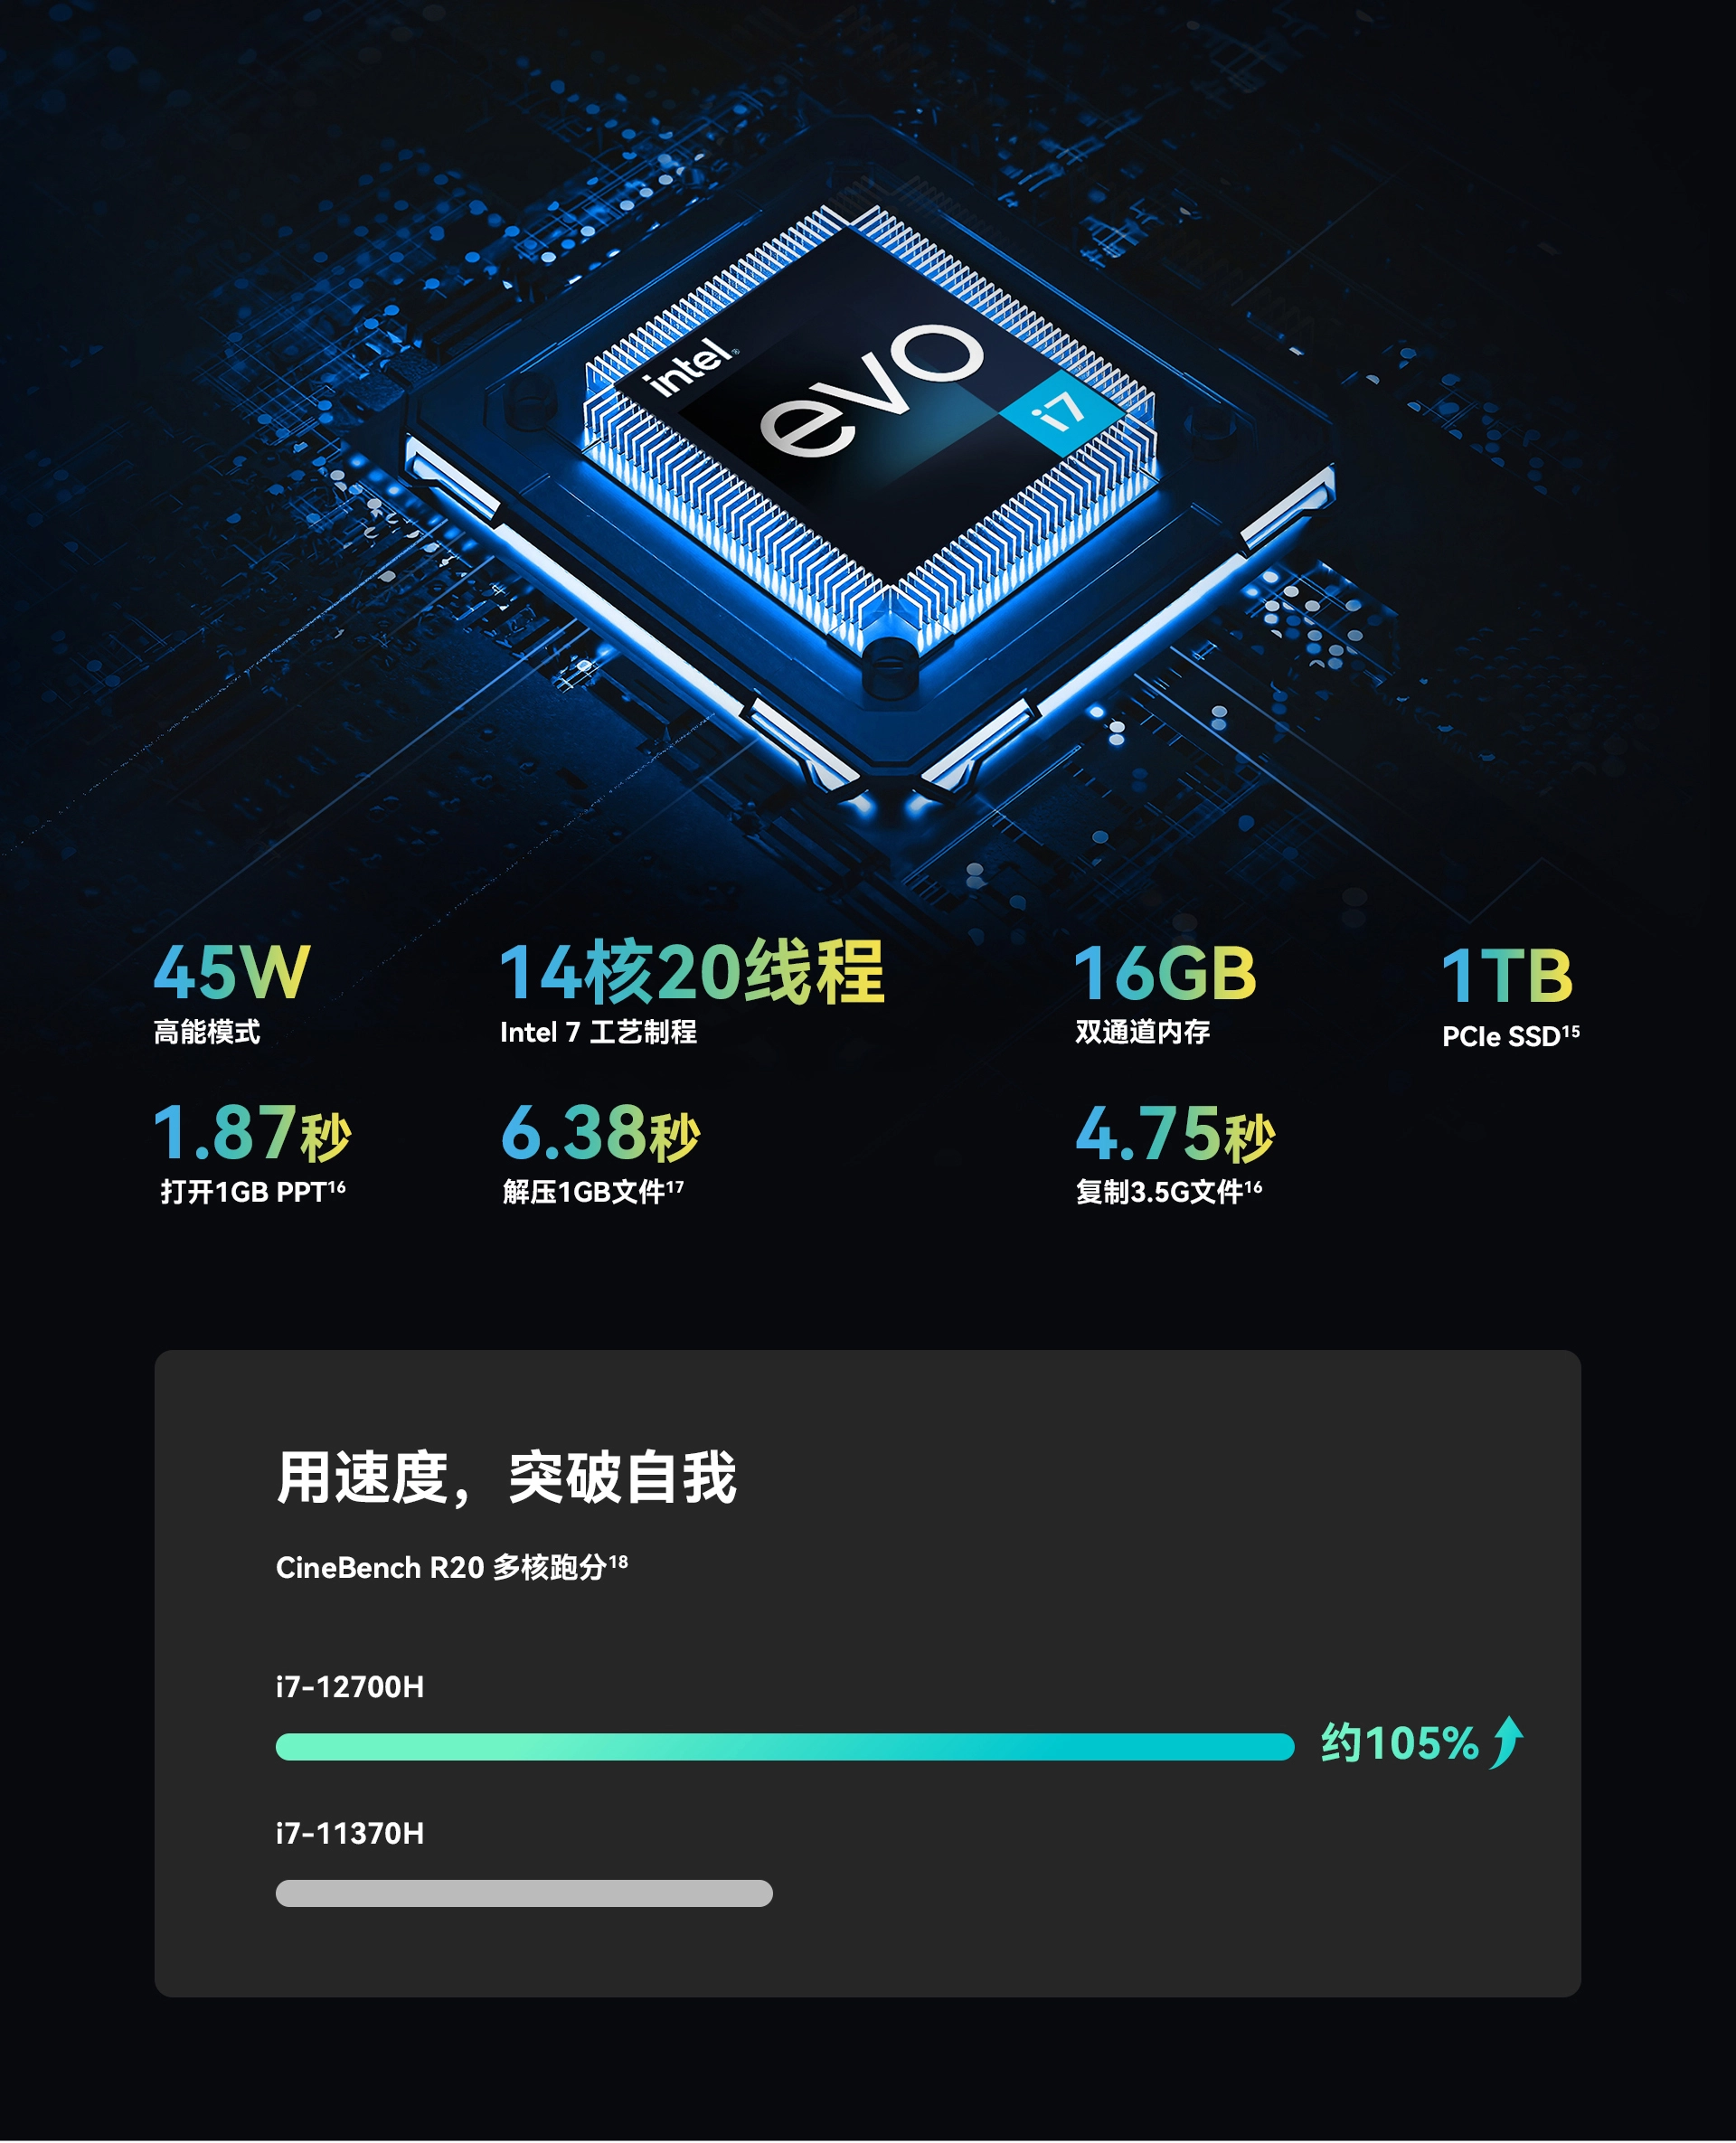 intel®
evo
i7
45W
高能模式
14核20线程
Intel 7 工艺制程
16GB
双通道内存
1TB
PCIe SSD15
1.87秒
打开1GB PPT16
6.38秒
解压1GB文件17
4.75秒
复制3.5G文件16
用速度，突破自我
CineBench R20 多核跑分18
i7-12700H
约105%
i7-11370H